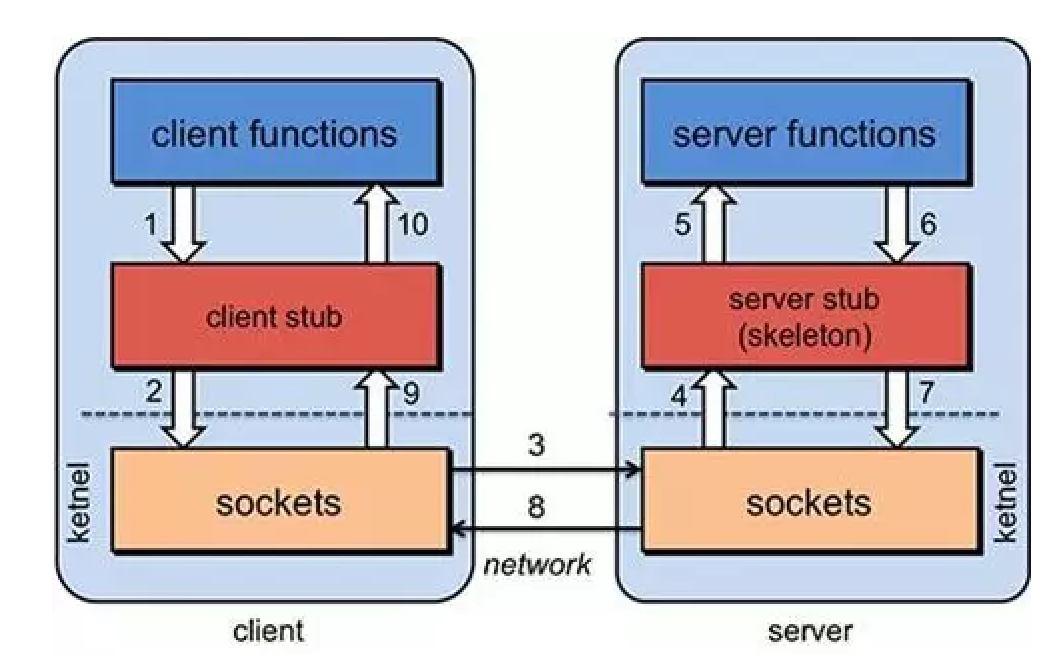 client functions
server functions
1
10
5
6
client stub
server stub
(skeleton)
2
9
4
7
3
ketnel
sockets
8
sockets
ketnel
network
client
server